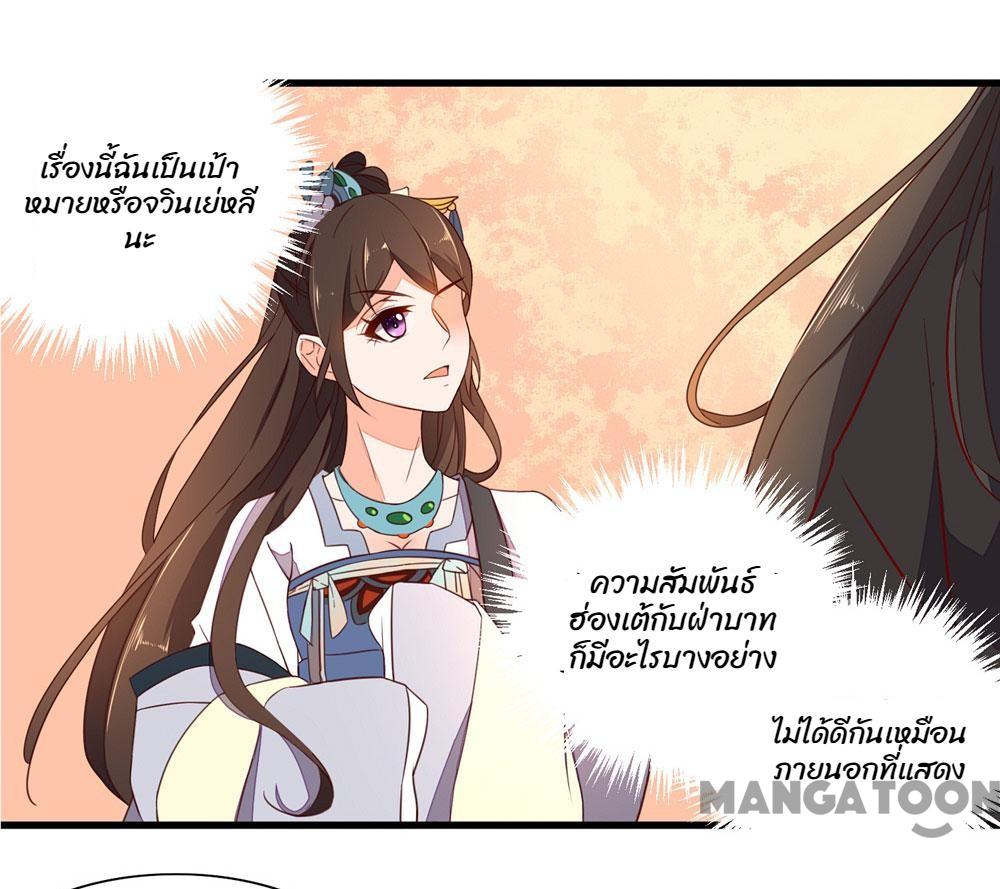 เรื่องนี้ฉันเป็นเป้า
หมายหรือจวินเย่หลี
นะ
ความสัมพันธ์
ฮ่องเต้กับฝ่าบาท
ก็มีอะไรบางอย่าง
ไม่ได้ดีกันเหมือน
ภายนอกที่แสดง
MANGATOON